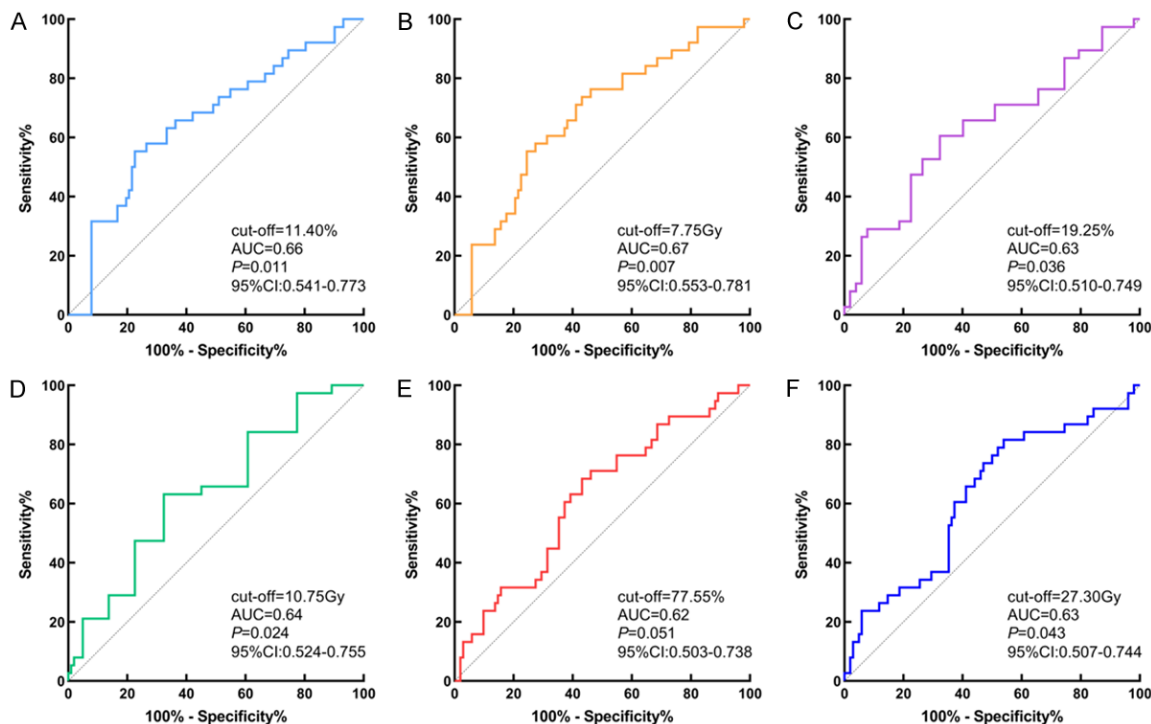 A
100
80
60
40
20
0
Sensitivity%
0 20 40 60 80 100
100% - Specificity%
cut-off=11.40%
AUC=0.66
P=0.011
95%CI:0.541-0.773
B
100
80
60
40
20
0
Sensitivity%
0 20 40 60 80 100
100% - Specificity%
cut-off=7.75Gy
AUC=0.67
P=0.007
95%CI:0.553-0.781
C
100
80
60
40
20
0
Sensitivity%
0 20 40 60 80 100
100% - Specificity%
cut-off=19.25%
AUC=0.63
P=0.036
95%CI:0.510-0.749
D
100
80
60
40
20
0
Sensitivity%
0 20 40 60 80 100
100% - Specificity%
cut-off=10.75Gy
AUC=0.64
P=0.024
95%CI:0.524-0.755
E
100
80
60
40
20
0
Sensitivity%
0 20 40 60 80 100
100% - Specificity%
cut-off=77.55%
AUC=0.62
P=0.051
95%CI:0.503-0.738
F
100
80
60
40
20
0
Sensitivity%
0 20 40 60 80 100
100% - Specificity%
cut-off=27.30Gy
AUC=0.63
P=0.043
95%CI:0.507-0.744